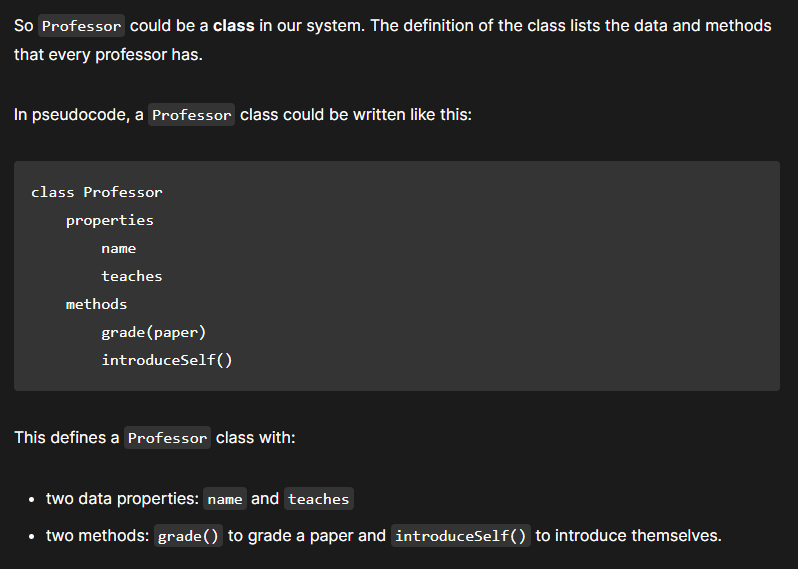 So Professor could be a class in our system. The definition of the class lists the data and methods
that every professor has.
In pseudocode, a Professor class could be written like this:
class Professor
    properties
        name
        teaches
    methods
        grade(paper)
        introduceSelf()
This defines a Professor class with:
• two data properties: name and teaches
• two methods: grade() to grade a paper and introduceSelf() to introduce themselves.